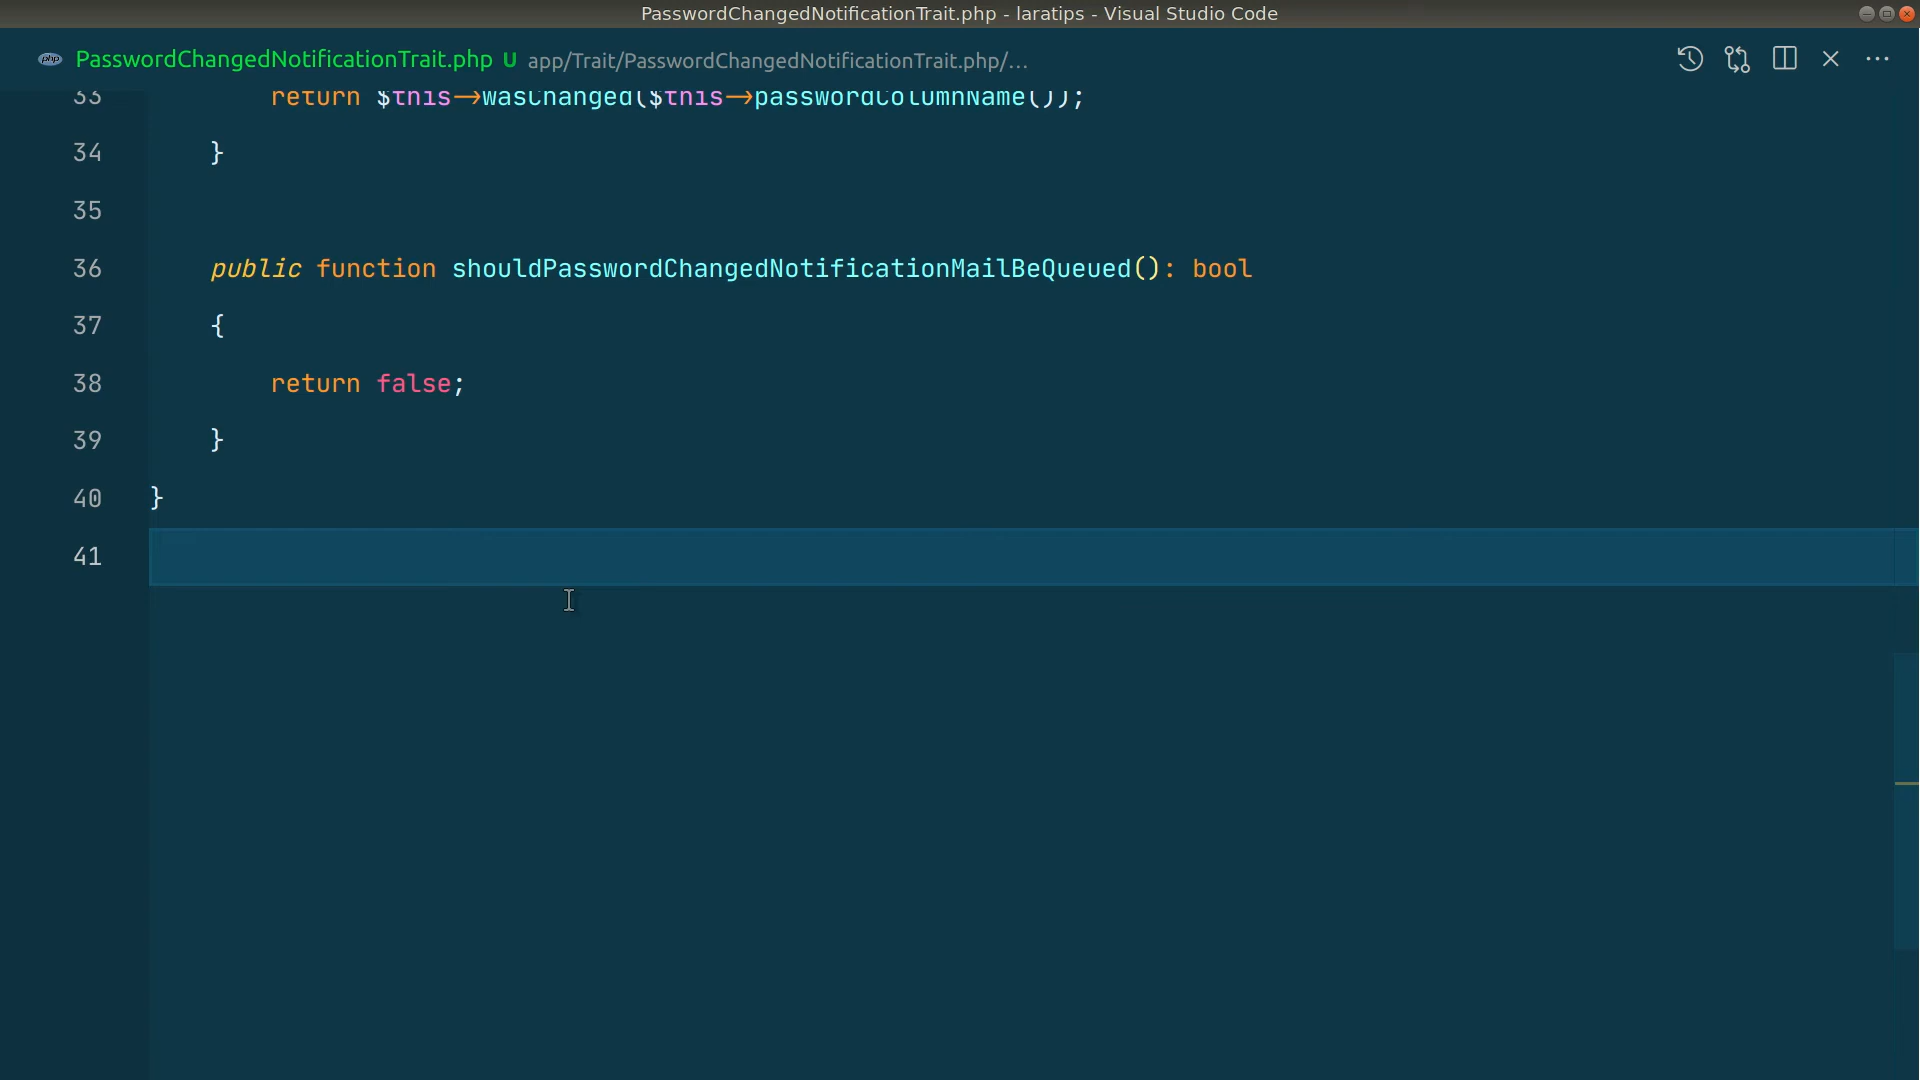 PasswordChangedNotificationTrait.php - laratips - Visual Studio Code
php PasswordChangedNotificationTrait.php U app/Trait/PasswordChangedNotificationTrait.php/...
33 return $this->wasChanged($this->passwordColumnName());
34 }
35
36 public function shouldPasswordChangedNotificationMailBeQueued(): bool
37 {
38 return false;
39 }
40 }
41